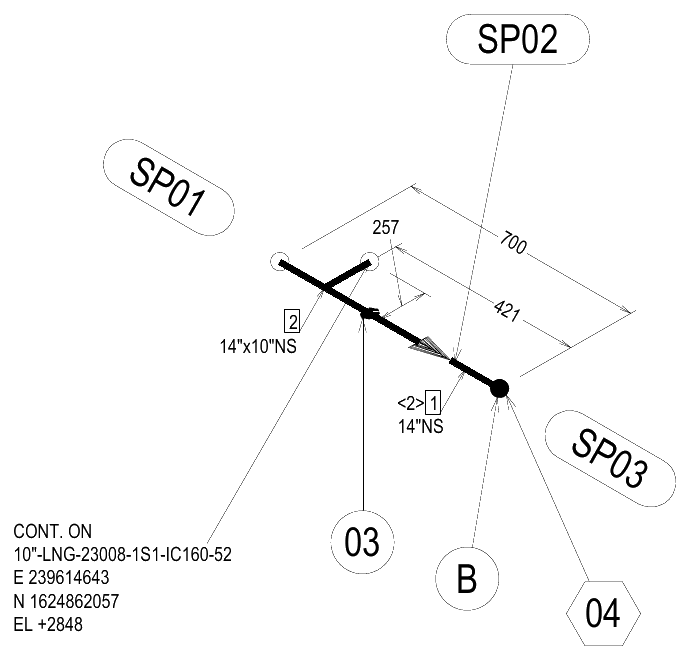 SP02
SP01
257
700
421
2
14"x10"NS
<2> 1
14"NS
SP03
CONT. ON
10"-LNG-23008-1S1-IC160-52
E 239614643
N 1624862057
EL +2848
03
B
04